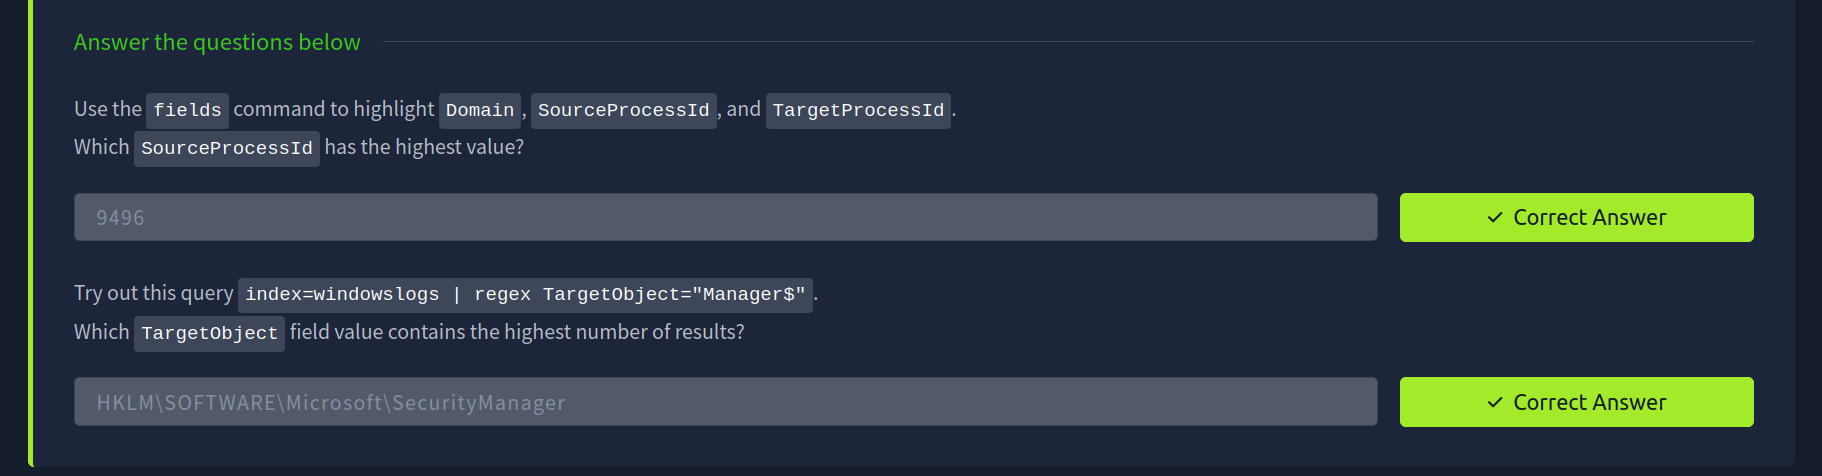 Answer the questions below
Use the fields command to highlight Domain, SourceProcessId, and TargetProcessId.
Which SourceProcessId has the highest value?
9496
✓ Correct Answer
Try out this query index=windowslogs | regex TargetObject="Manager$".
Which TargetObject field value contains the highest number of results?
HKLM\SOFTWARE\Microsoft\SecurityManager
✓ Correct Answer